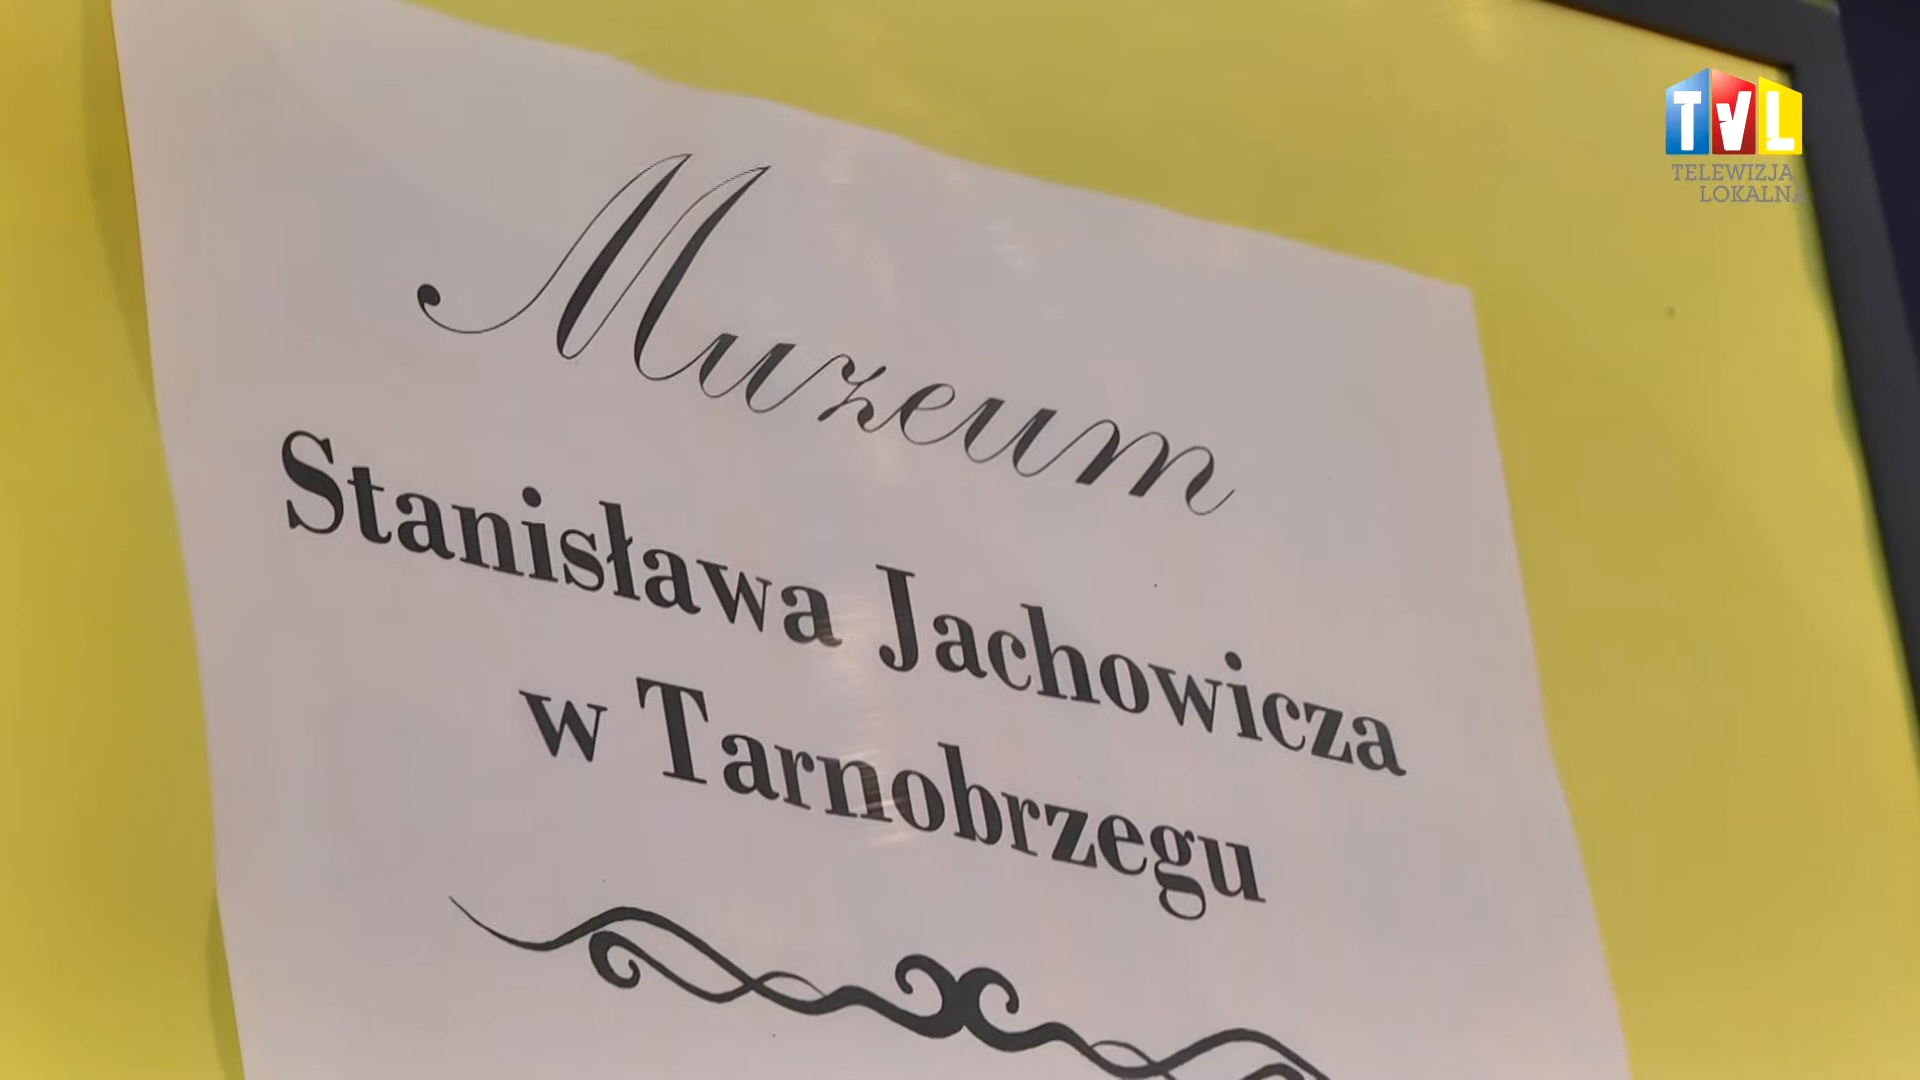 Muzeum
Stanisława Jachowicza
w Tarnobrzegu
TVL
TELEWIZJA
LOKALNA